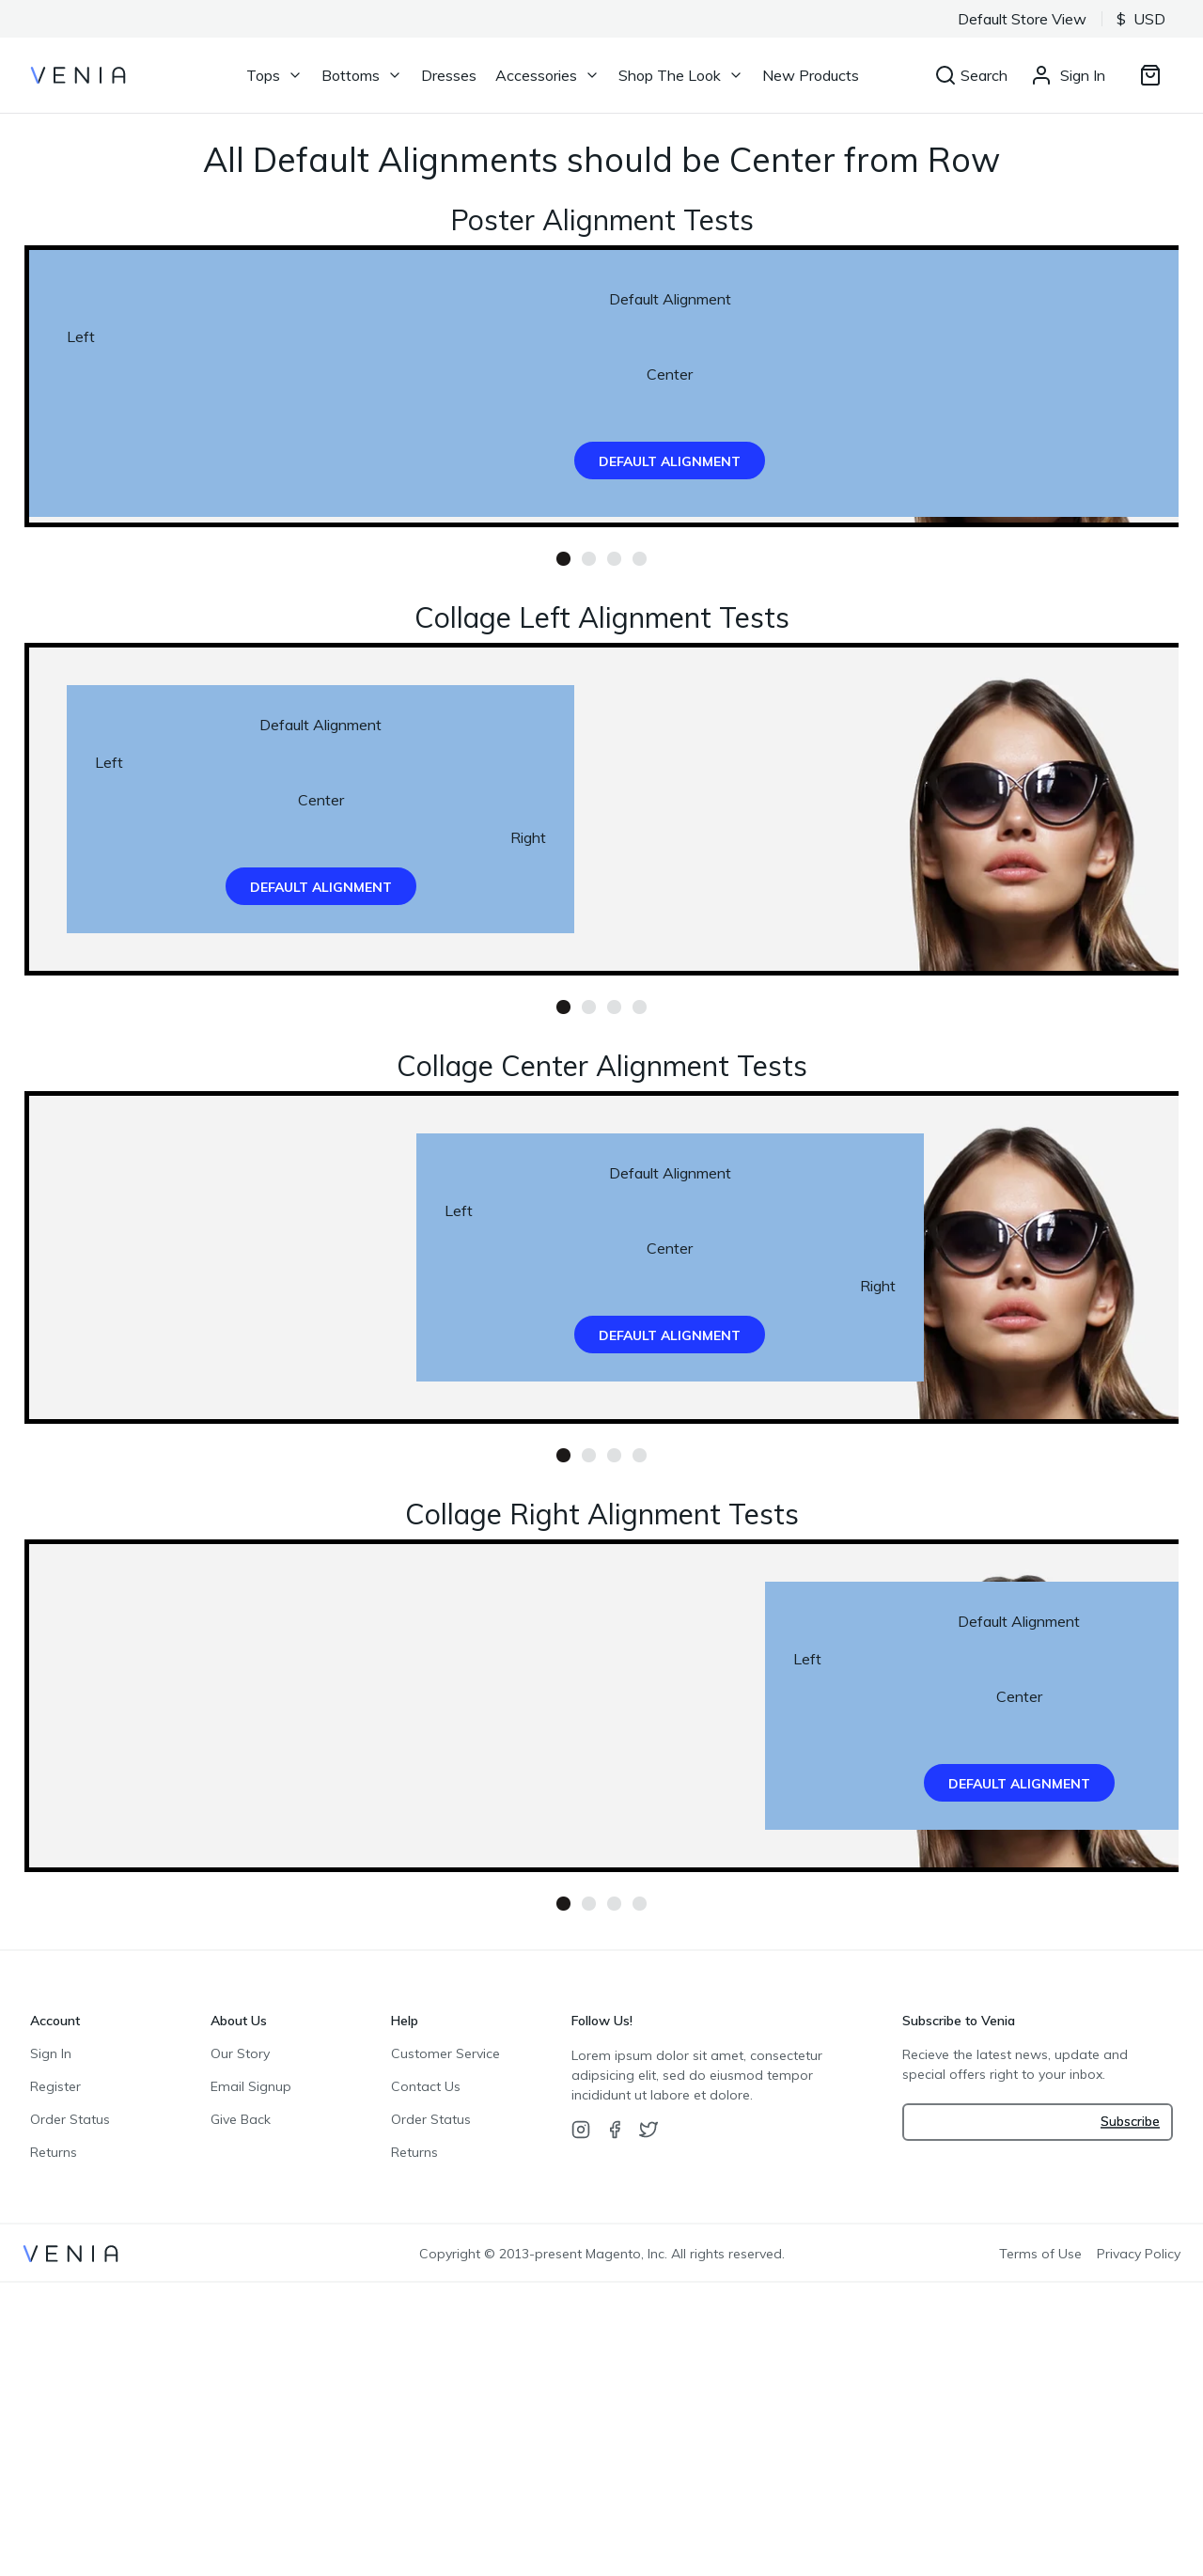 Default Store View $ USD
VENIA Tops Bottoms Dresses Accessories Shop The Look New Products Search Sign In
All Default Alignments should be Center from Row
Poster Alignment Tests
Default Alignment
Left
Center
DEFAULT ALIGNMENT
Collage Left Alignment Tests
Default Alignment
Left
Center
Right
DEFAULT ALIGNMENT
Collage Center Alignment Tests
Default Alignment
Left
Center
Right
DEFAULT ALIGNMENT
Collage Right Alignment Tests
Default Alignment
Left
Center
DEFAULT ALIGNMENT
Account
Sign In
Register
Order Status
Returns
About Us
Our Story
Email Signup
Give Back
Help
Customer Service
Contact Us
Order Status
Returns
Follow Us!
Lorem ipsum dolor sit amet, consectetur
adipsicing elit, sed do eiusmod tempor
incididunt ut labore et dolore.
Subscribe to Venia
Recieve the latest news, update and
special offers right to your inbox.
Subscribe
VENIA Copyright © 2013-present Magento, Inc. All rights reserved. Terms of Use Privacy Policy